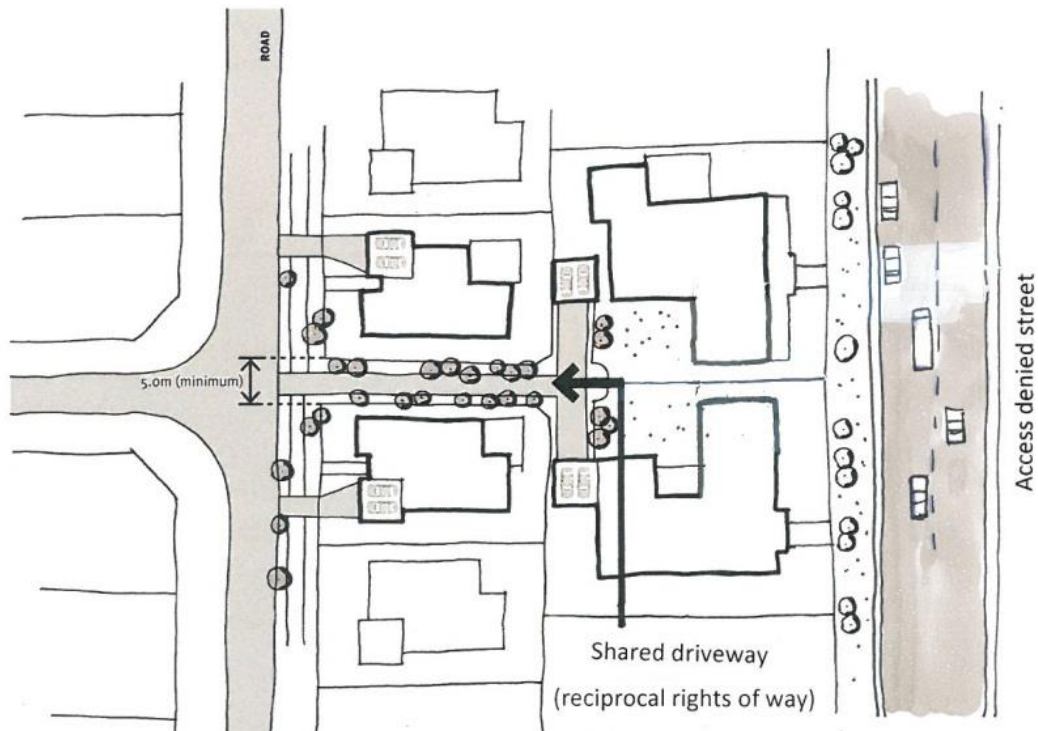 ROAD
5.0m (minimum)
Access denied street
Shared driveway
(reciprocal rights of way)